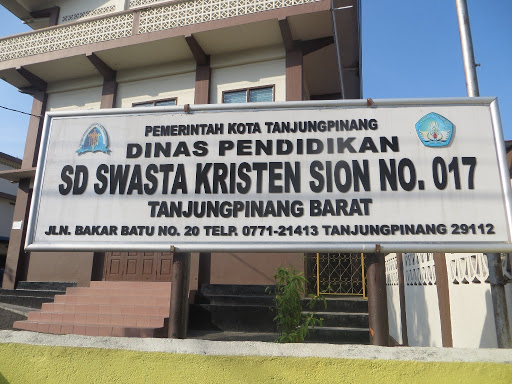 PEMERINTAH KOTA TANJUNGPINANG
DINAS PENDIDIKAN
SD SWASTA KRISTEN SION NO. 017
TANJUNGPINANG BARAT
JLN. BAKAR BATU NO. 20 TELP. 0771-21413 TANJUNGPINANG 29112